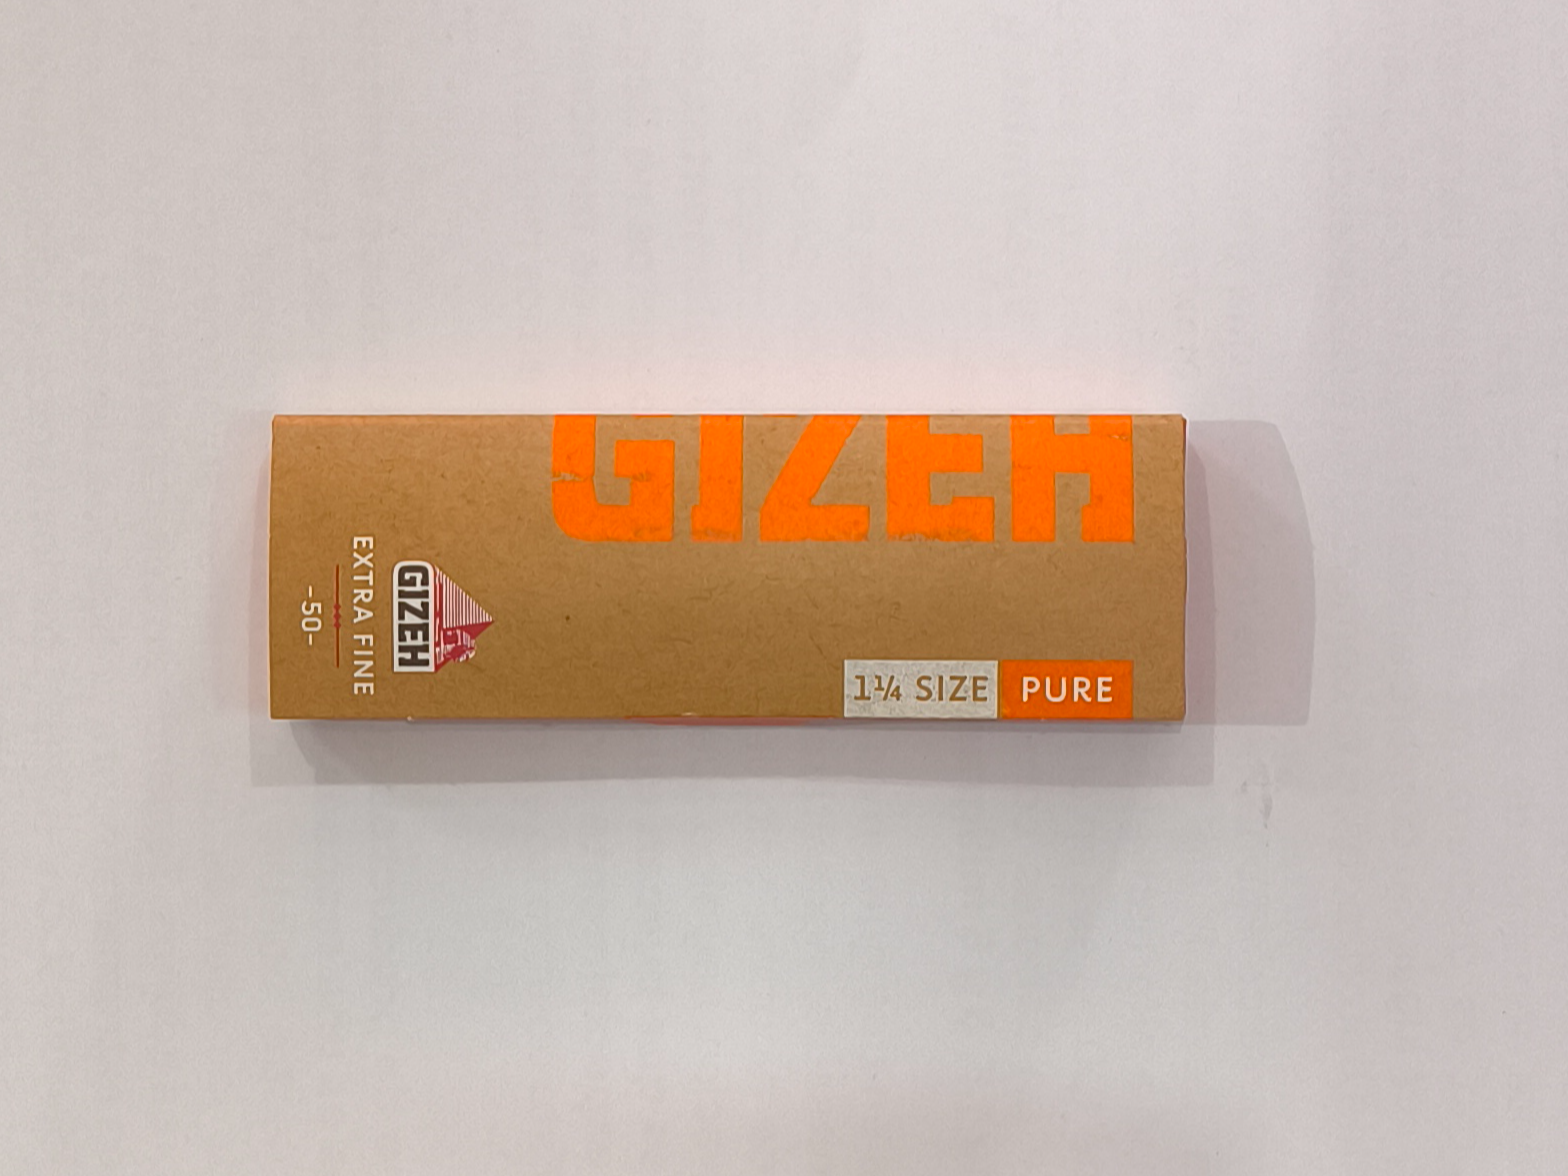 GIZEH
GIZEH
EXTRA FINE
-50-
1¼ SIZE
PURE